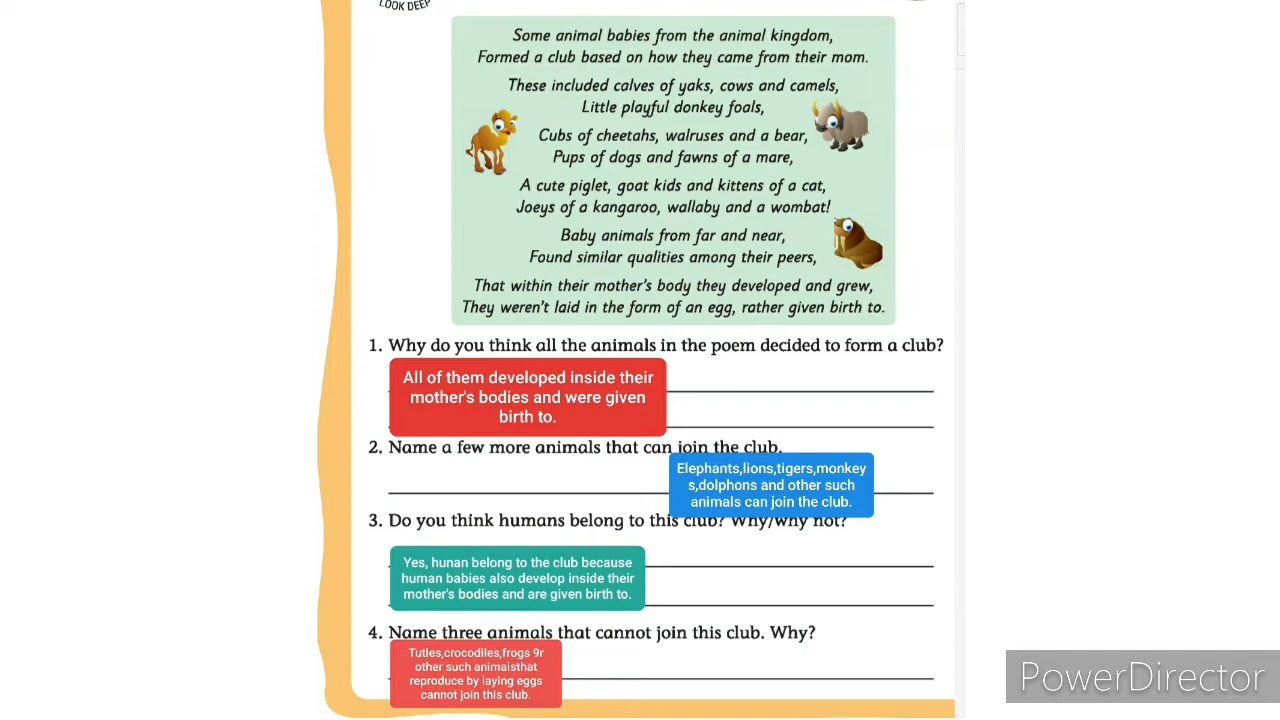 LOOK DEEP
Some animal babies from the animal kingdom,
Formed a club based on how they came from their mom.
These included calves of yaks, cows and camels,
Little playful donkey foals,
Cubs of cheetahs, walruses and a bear,
Pups of dogs and fawns of a mare,
A cute piglet, goat kids and kittens of a cat,
Joeys of a kangaroo, wallaby and a wombat!
Baby animals from far and near,
Found similar qualities among their peers,
That within their mother's body they developed and grew,
They weren't laid in the form of an egg, rather given birth to.
1. Why do you think all the animals in the poem decided to form a club?
All of them developed inside their
mother's bodies and were given
birth to.
2. Name a few more animals that can join the club.
Elephants,lions,tigers,monkey
s,dolphons and other such
animals can join the club.
3. Do you think humans belong to this club? Why/why not?
Yes, hunan belong to the club because
human babies also develop inside their
mother's bodies and are given birth to.
4. Name three animals that cannot join this club. Why?
Tutles,crocodiles,frogs 9r
other such animalsthat
reproduce by laying eggs
cannot join this club.
PowerDirector